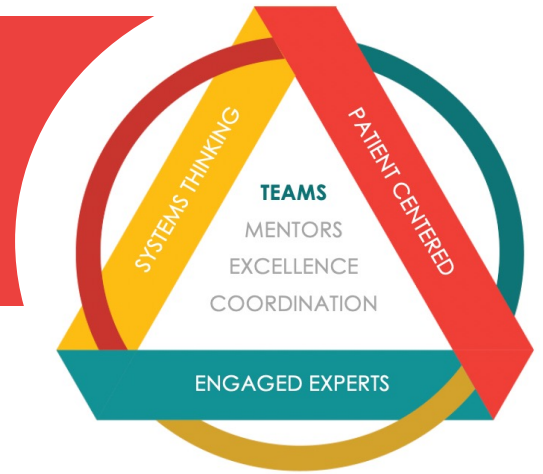 SYSTEMS THINKING
PATIENT CENTERED
TEAMS
MENTORS
EXCELLENCE
COORDINATION
ENGAGED EXPERTS